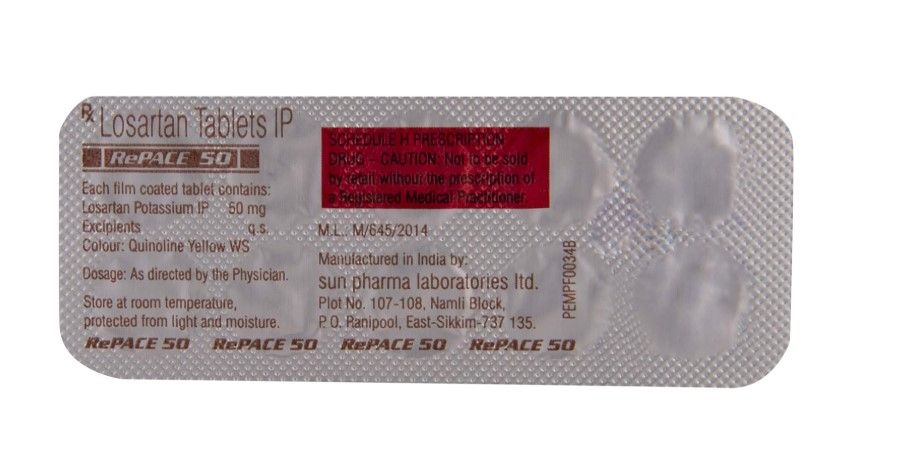 Rx Losartan Tablets IP
RePACE 50
Each film coated tablet contains:
Losartan Potassium IP 50 mg
Excipients q.s.
Colour: Quinoline Yellow WS
Dosage: As directed by the Physician.
Store at room temperature,
protected from light and moisture.
SCHEDULE H PRESCRIPTION
DRUG - CAUTION: Not to be sold
by retail without the prescription of
a Registered Medical Practitioner.
M.L.. M/645/2014
Manufactured in India by:
sun pharma laboratories ltd.
Plot No. 107-108, Namli Block,
P.O. Ranipool, East-Sikkim-737 135.
PEMPF0034B
RePACE 50 RePACE 50 RePACE 50 RePACE 50